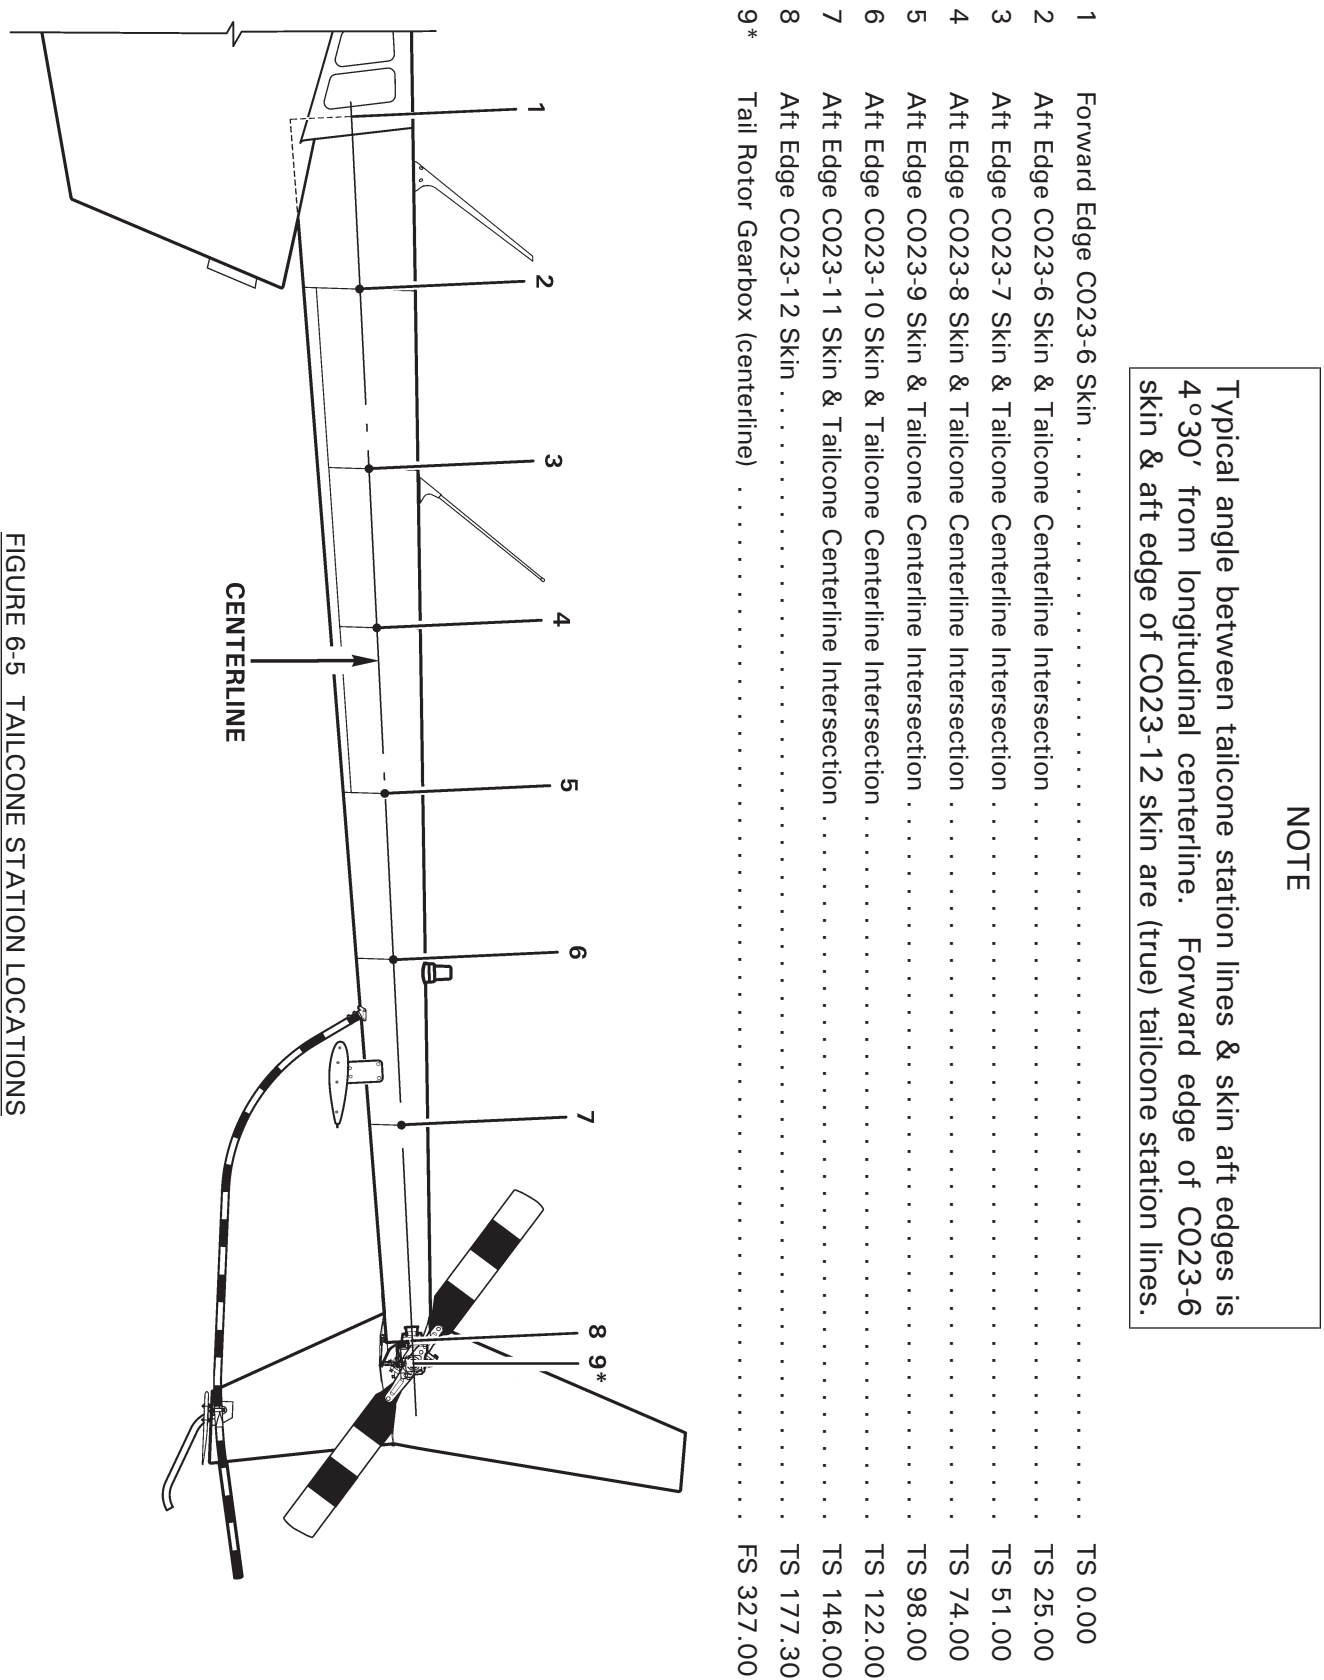 NOTE
Typical angle between tailcone station lines & skin aft edges is
4°30′ from longitudinal centerline. Forward edge of C023-6
skin & aft edge of C023-12 skin are (true) tailcone station lines.
1 Forward Edge C023-6 Skin . . . . . . . . . . TS 0.00
2 Aft Edge C023-6 Skin & Tailcone Centerline Intersection . . . . . . . . . . TS 25.00
3 Aft Edge C023-7 Skin & Tailcone Centerline Intersection . . . . . . . . . . TS 51.00
4 Aft Edge C023-8 Skin & Tailcone Centerline Intersection . . . . . . . . . . TS 74.00
5 Aft Edge C023-9 Skin & Tailcone Centerline Intersection . . . . . . . . . . TS 98.00
6 Aft Edge C023-10 Skin & Tailcone Centerline Intersection . . . . . . . . . . TS 122.00
7 Aft Edge C023-11 Skin & Tailcone Centerline Intersection . . . . . . . . . . TS 146.00
8 Aft Edge C023-12 Skin . . . . . . . . . . TS 177.30
9* Tail Rotor Gearbox (centerline) . . . . . . . . . . FS 327.00
1
2
3
4
5
6
7
8
9*
CENTERLINE
FIGURE 6-5 TAILCONE STATION LOCATIONS